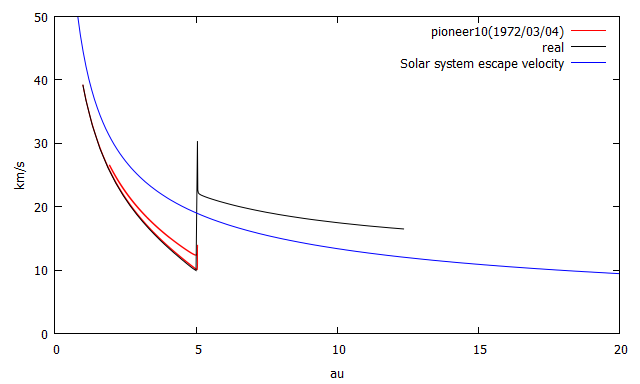 50
40
30
20
10
0
km/s
pioneer10(1972/03/04)
real
Solar system escape velocity
0 5 10 15 20
au